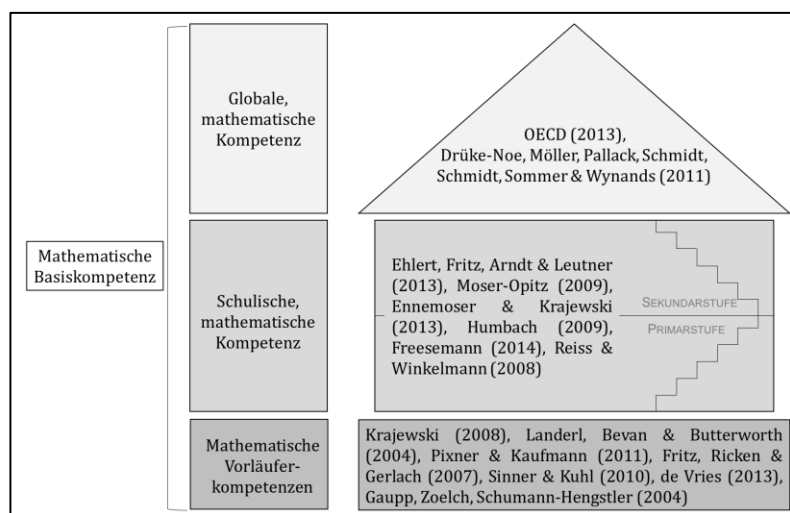 Mathematische
Basiskompetenz
Globale,
mathematische
Kompetenz
OECD (2013),
Drüke-Noe, Möller, Pallack, Schmidt,
Schmidt, Sommer & Wynands (2011)
Schulische,
mathematische
Kompetenz
Ehlert, Fritz, Arndt & Leutner
(2013), Moser-Opitz (2009),
Ennemoser & Krajewski
(2013), Humbach (2009),
Freesemann (2014), Reiss &
Winkelmann (2008)
SEKUNDARSTUFE
PRIMARSTUFE
Mathematische
Vorläufer-
kompetenzen
Krajewski (2008), Landerl, Bevan & Butterworth
(2004), Pixner & Kaufmann (2011), Fritz, Ricken
& Gerlach (2007), Sinner & Kuhl (2010), de Vries (2013),
Gaupp, Zoelch, Schumann-Hengstler (2004)